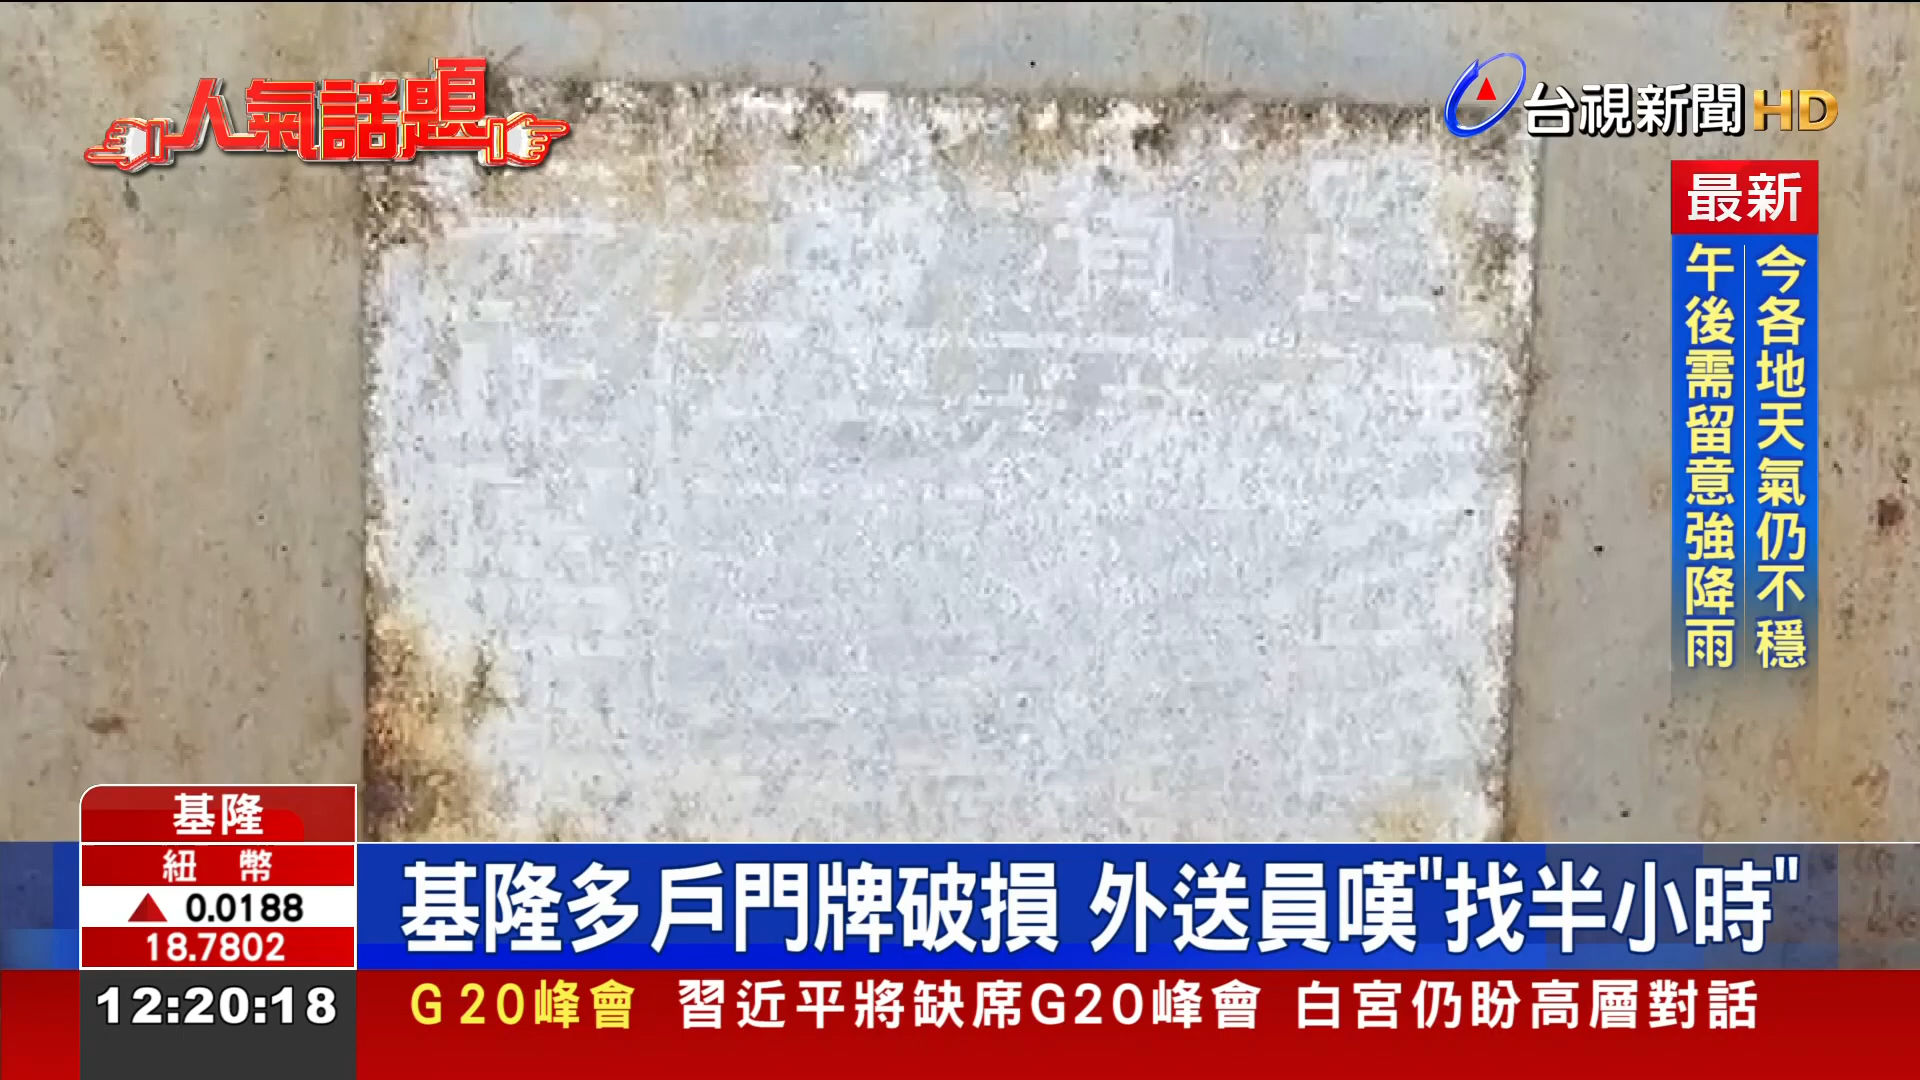 人氣話題
台視新聞HD
最新
今各地天氣仍不穩
午後需留意強降雨
基隆
紐幣
▲ 0.0188
18.7802
基隆多戶門牌破損 外送員嘆"找半小時"
12:20:18
G20峰會 習近平將缺席G20峰會 白宮仍盼高層對話